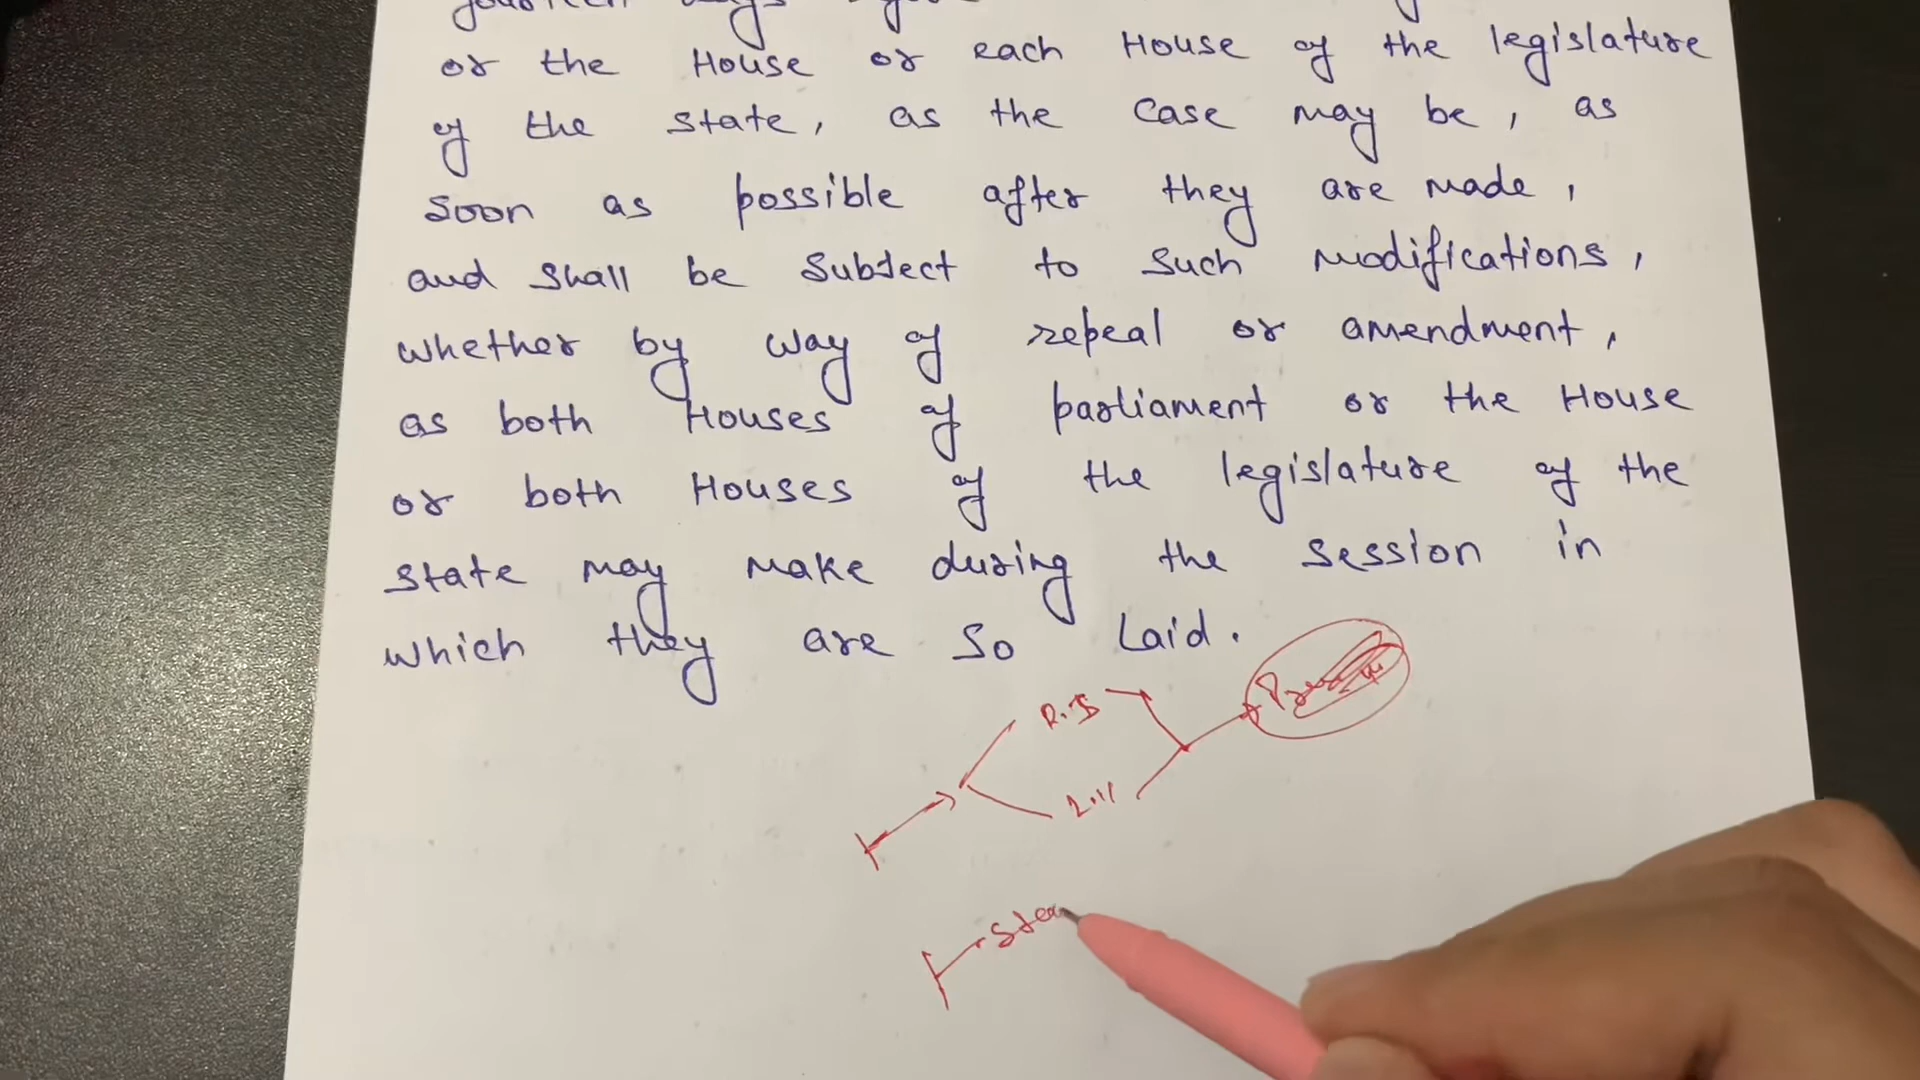 or the House or each House of the legislature
of the state, as the case may be, as
soon as possible after they are made,
and shall be subject to such modifications,
whether by way of repeal or amendment,
as both Houses of parliament or the House
or both Houses of the legislature of the
state may make during the session in
which they are so laid.